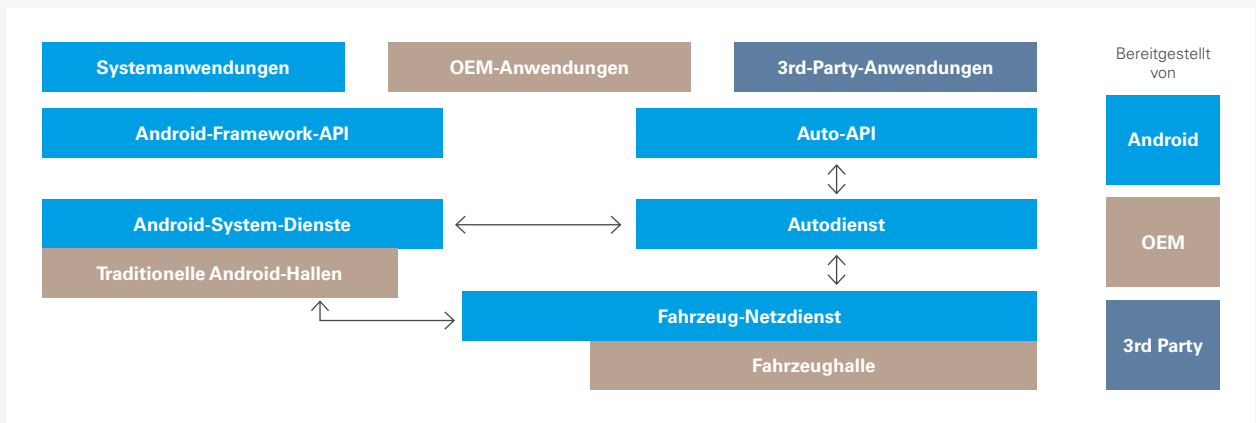 Systemanwendungen
OEM-Anwendungen
3rd-Party-Anwendungen
Android-Framework-API
Auto-API
Android-System-Dienste
Autodienst
Traditionelle Android-Hallen
Fahrzeug-Netzdienst
Fahrzeughalle
Bereitgestellt
von
Android
OEM
3rd Party